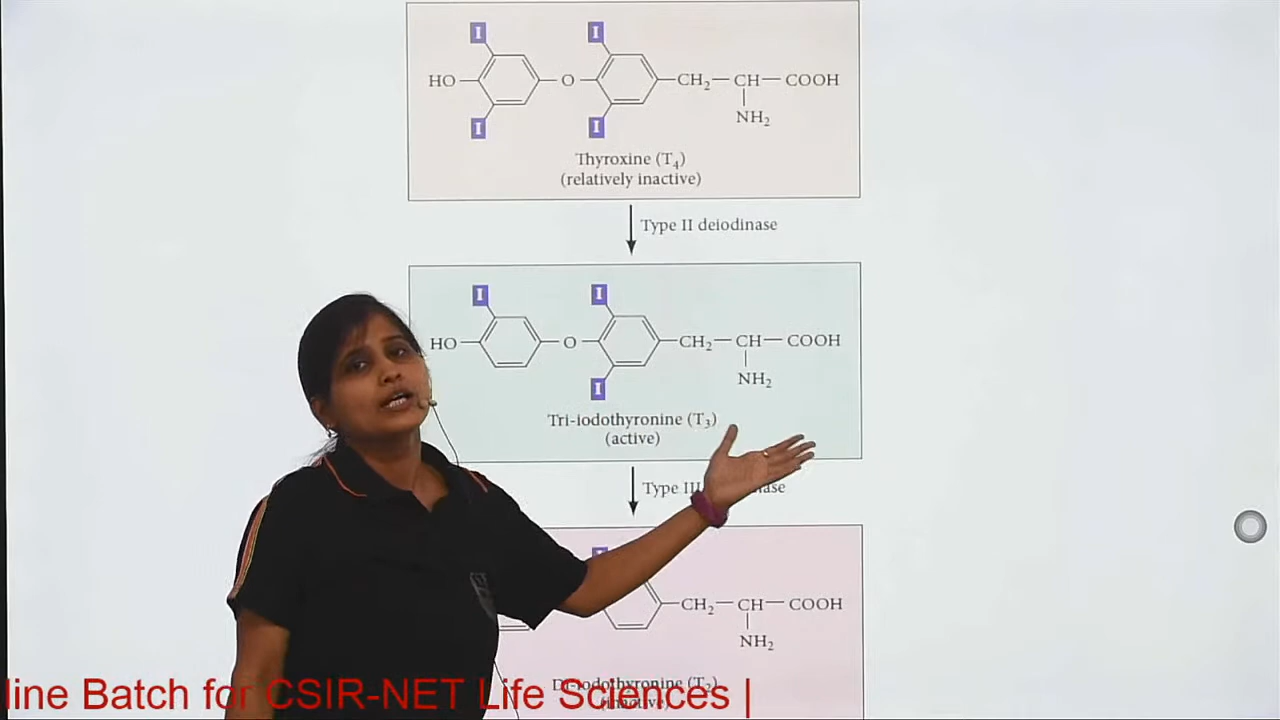 I I
HO O CH₂ CH COOH
NH₂
I I
Thyroxine (T₄)
(relatively inactive)
Type II deiodinase
I I
HO O CH₂ CH COOH
NH₂
I
Tri-iodothyronine (T₃)
(active)
Type III
CH₂ CH COOH
NH₂
Di-iodothyronine (T₂)
(inactive)
line Batch for CSIR-NET Life Sciences |